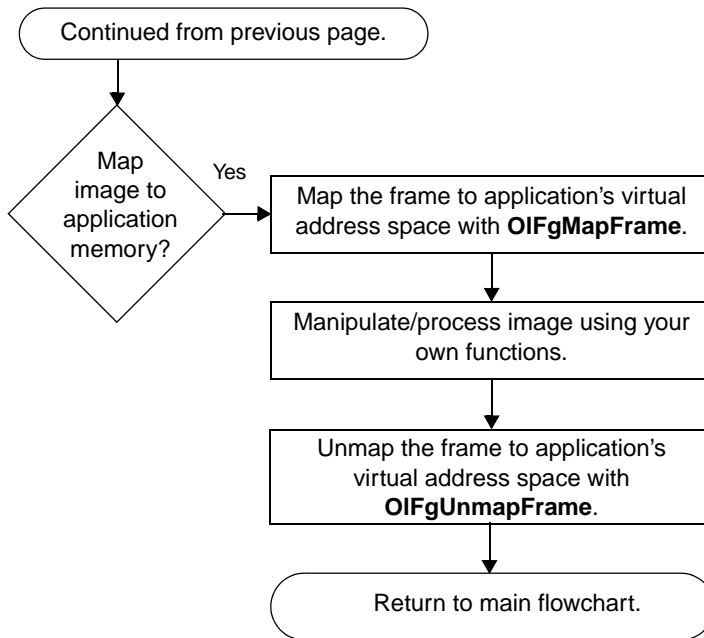 Continued from previous page.
Map
image to
application
memory?
Yes
Map the frame to application's virtual
address space with OlFgMapFrame.
Manipulate/process image using your
own functions.
Unmap the frame to application's
virtual address space with
OlFgUnmapFrame.
Return to main flowchart.